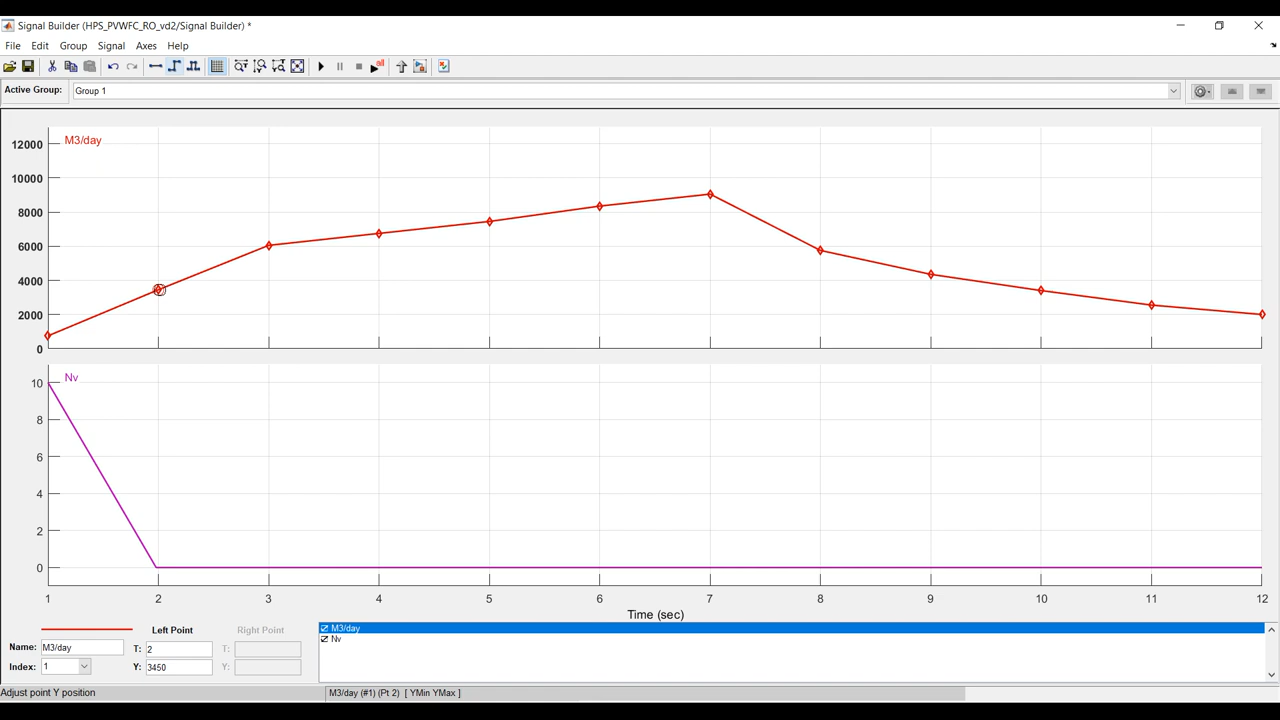 Signal Builder (HPS_PVWFC_RO_vd2/Signal Builder) *
File Edit Group Signal Axes Help
all
Active Group: Group 1
M3/day
12000
10000
8000
6000
4000
2000
0
Nv
10
8
6
4
2
0
1 2 3 4 5 6 7 8 9 10 11 12
Time (sec)
Left Point Right Point
Name: M3/day T: 2 T:
Index: 1 Y: 3450 Y:
M3/day
Nv
Adjust point Y position M3/day (#1) (Pt 2) [ YMin YMax ]